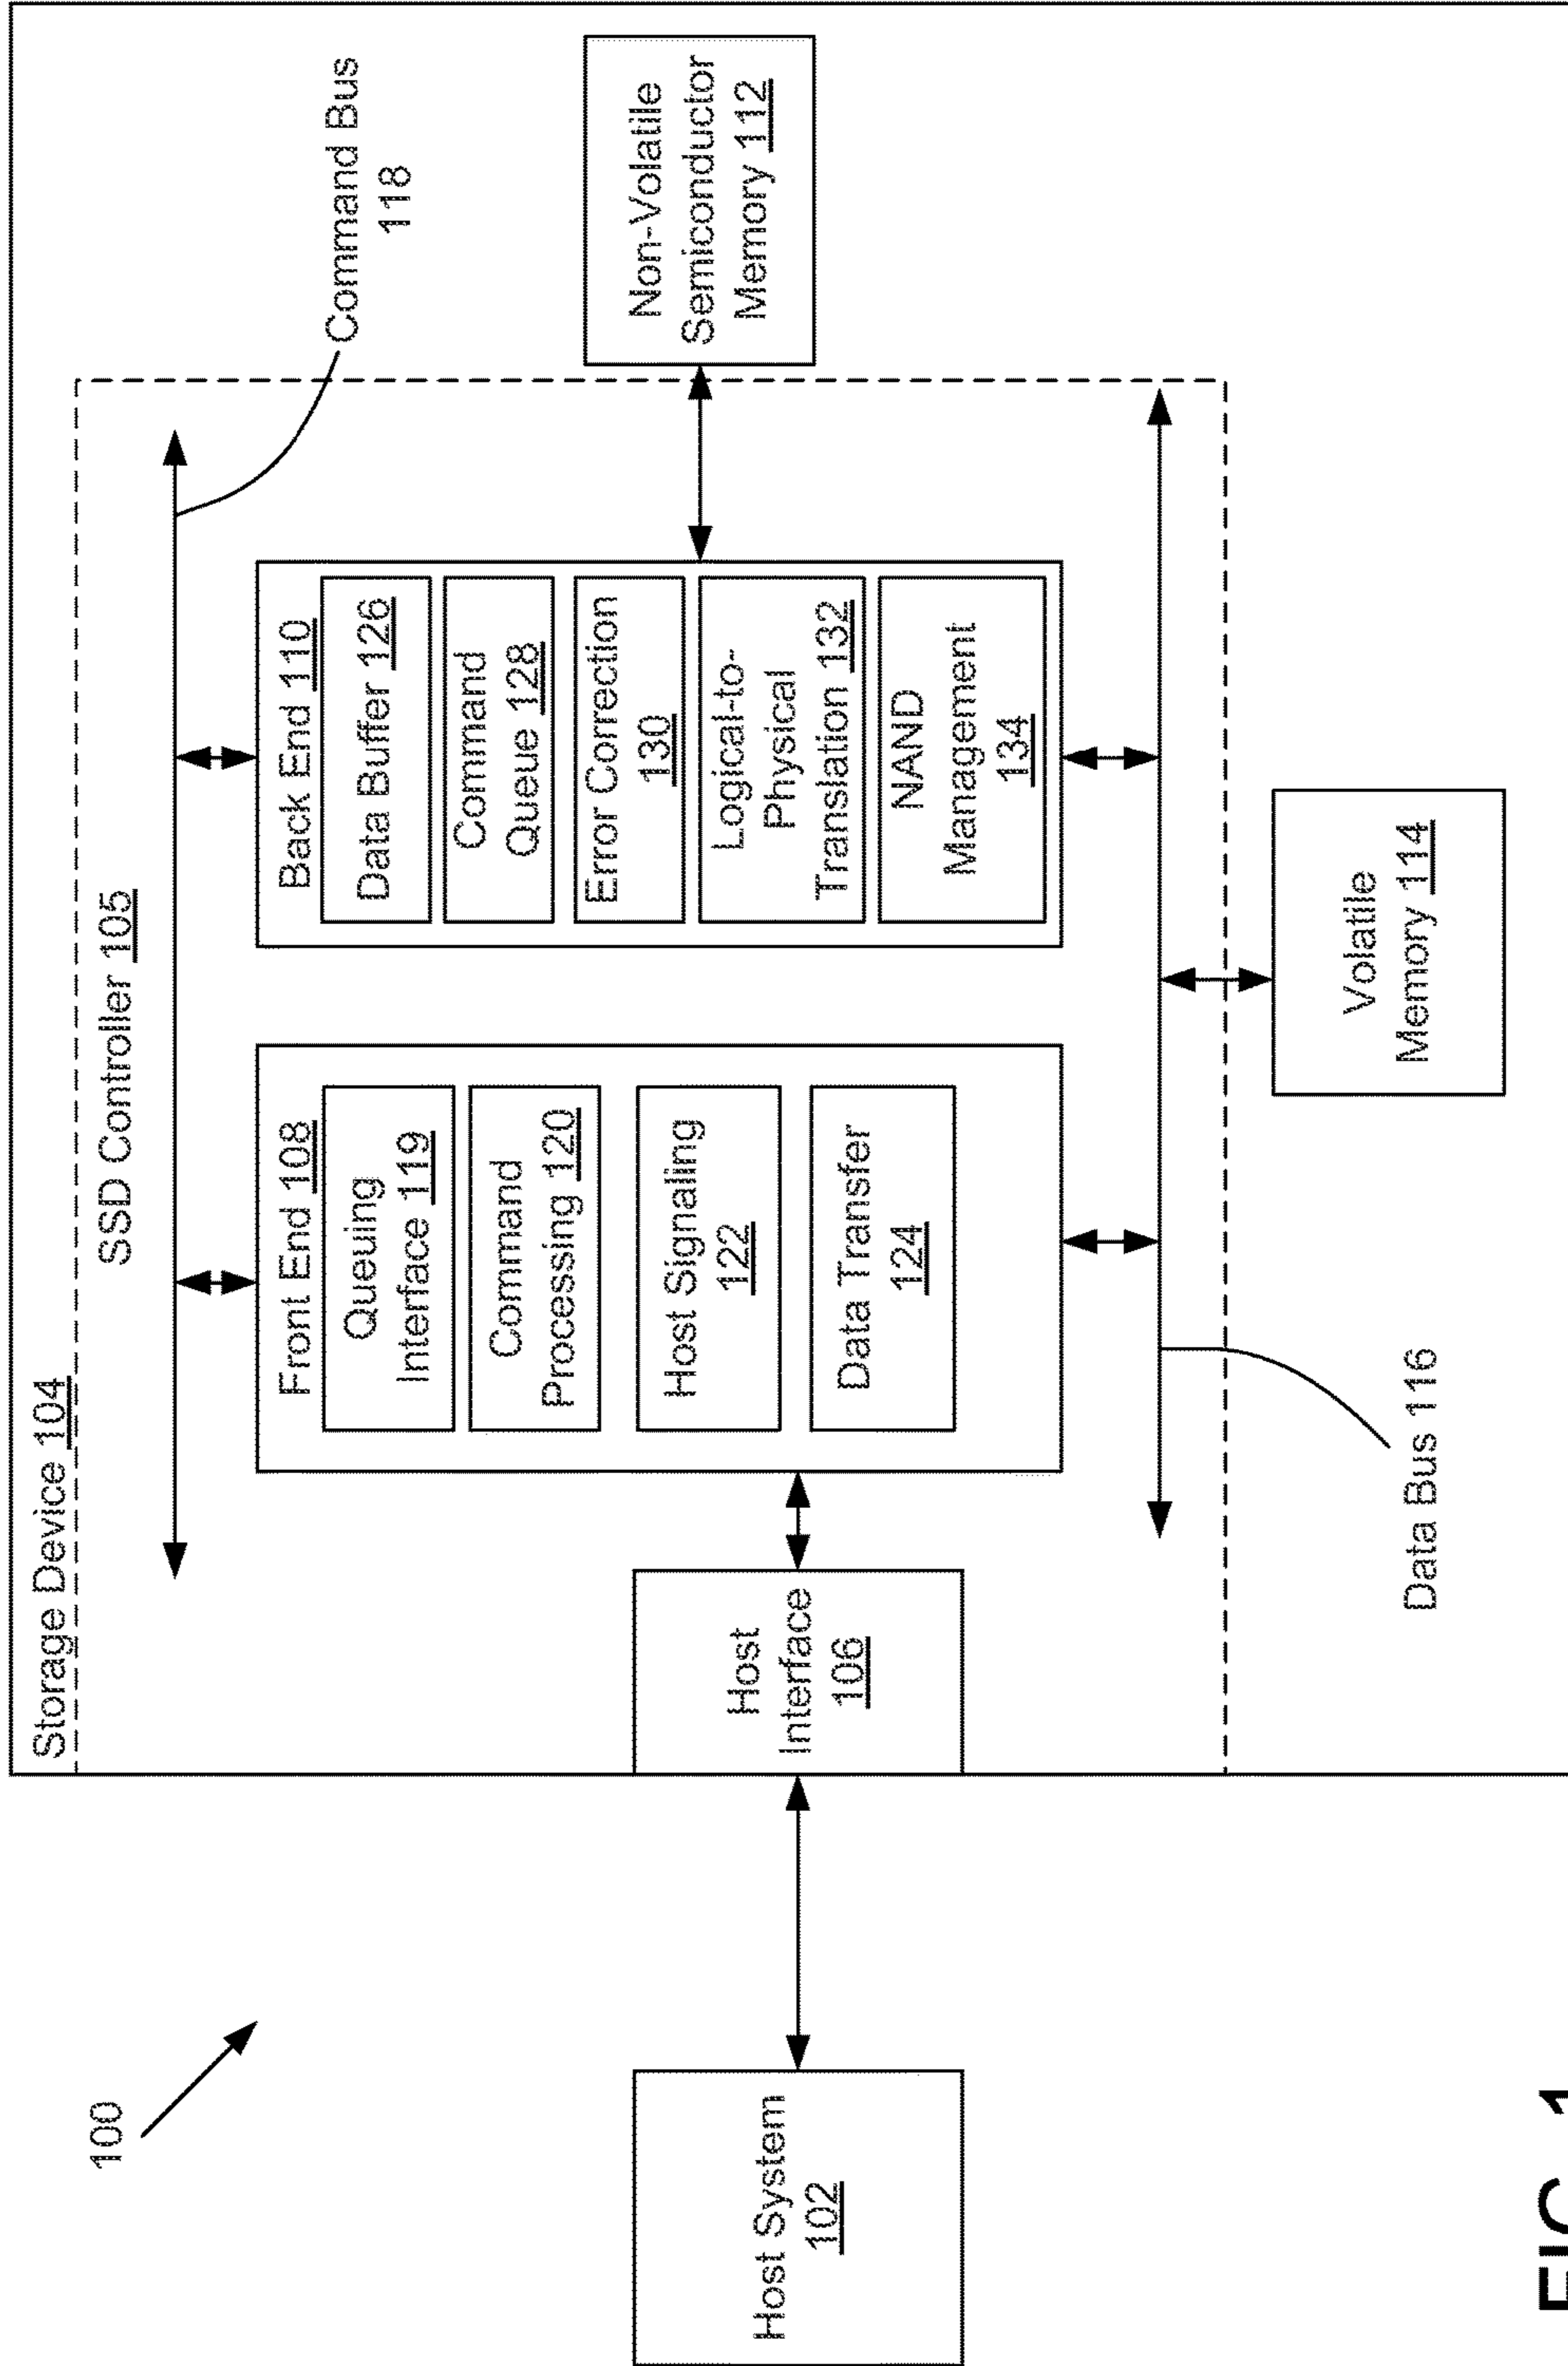 100
Storage Device 104
SSD Controller 105
Command Bus
118
Host System
102
Host
Interface
106
Front End 108
Queuing
Interface 119
Command
Processing 120
Host Signaling
122
Data Transfer
124
Back End 110
Data Buffer 126
Command
Queue 128
Error Correction
130
Logical-to-
Physical
Translation 132
NAND
Management
134
Non-Volatile
Semiconductor
Memory 112
Volatile
Memory 114
Data Bus 116
FIG. 1